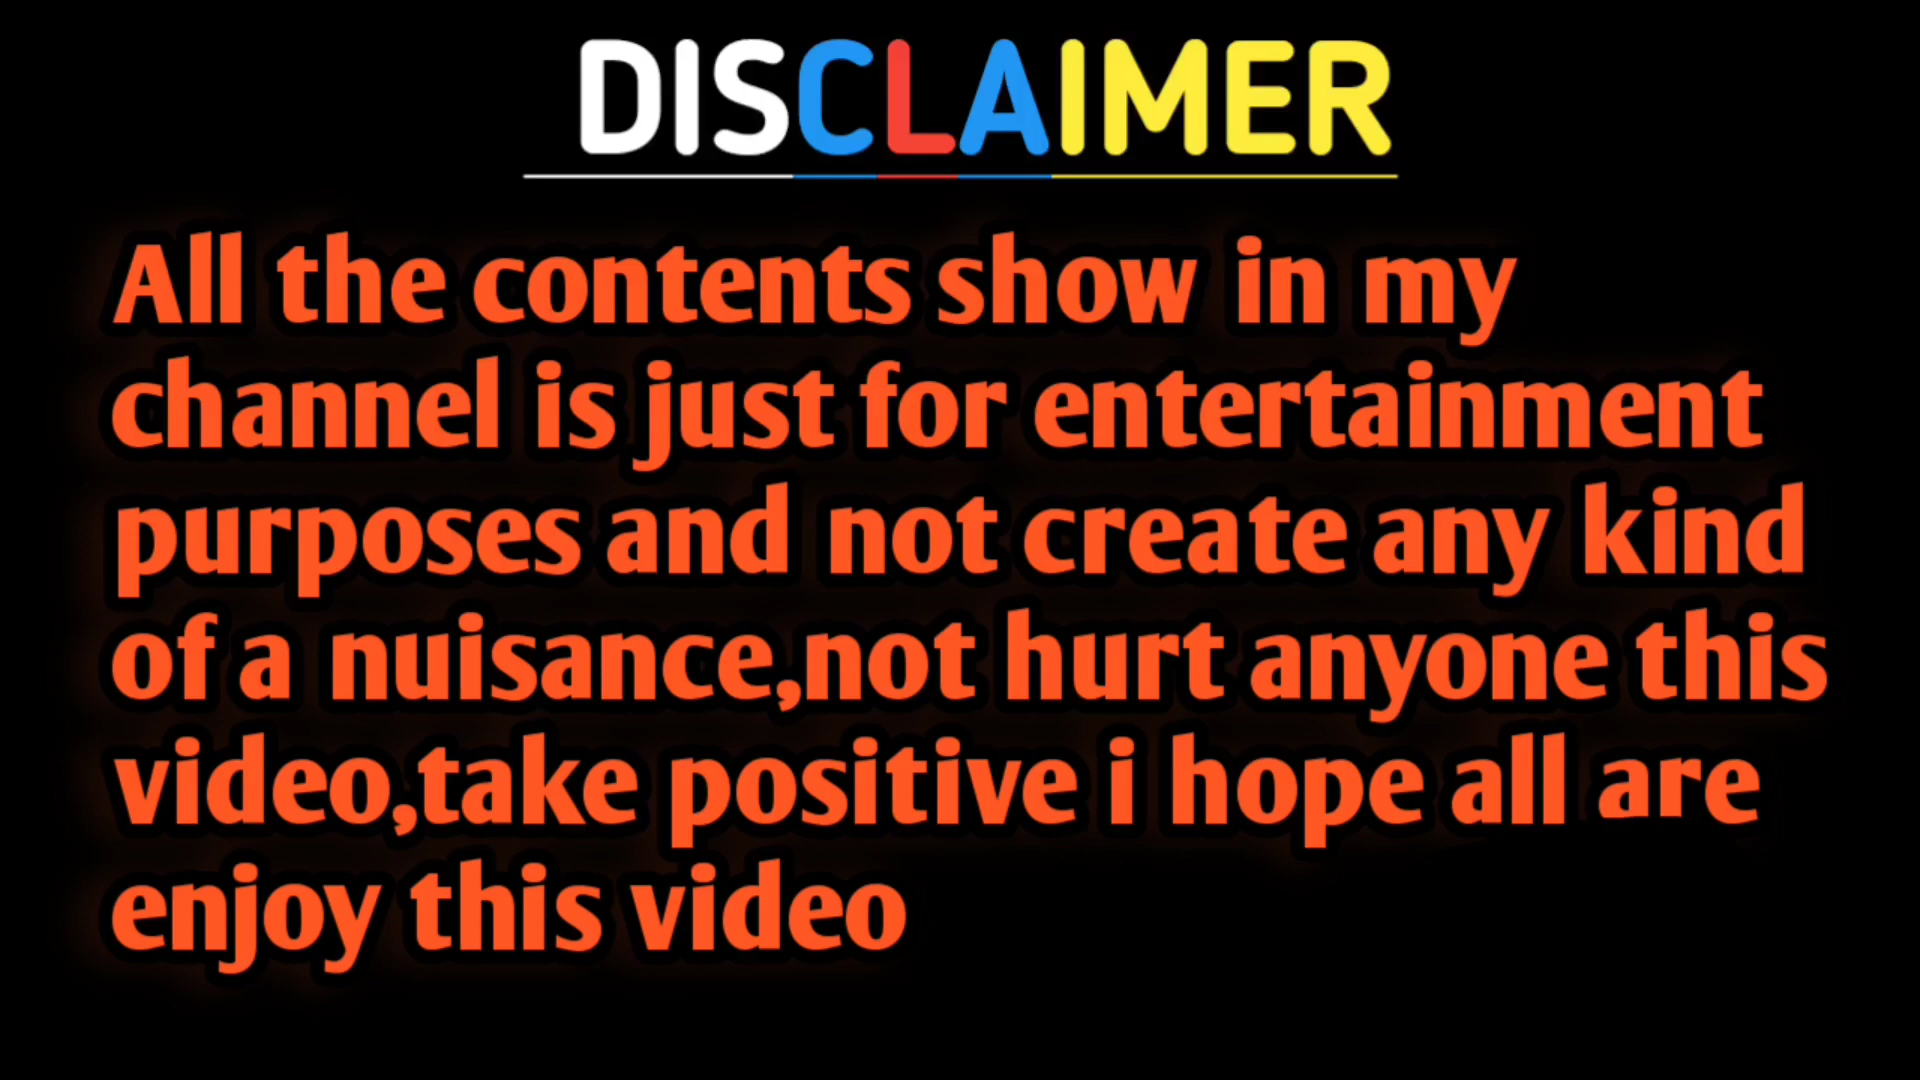 DISCLAIMER
All the contents show in my
channel is just for entertainment
purposes and not create any kind
of a nuisance,not hurt anyone this
video,take positive i hope all are
enjoy this video